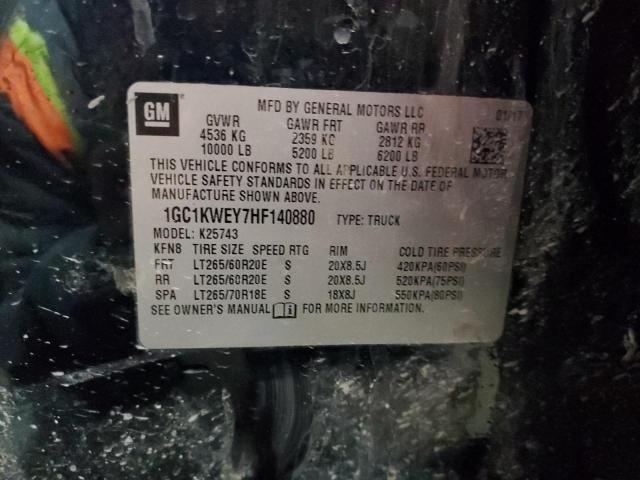 GM
MFD BY GENERAL MOTORS LLC
01/17
GVWR GAWR FRT GAWR RR
4536 KG 2359 KG 2812 KG
10000 LB 5200 LB 6200 LB
THIS VEHICLE CONFORMS TO ALL APPLICABLE U.S. FEDERAL MOTOR
VEHICLE SAFETY STANDARDS IN EFFECT ON THE DATE OF
MANUFACTURE SHOWN ABOVE.
1GC1KWEY7HF140880 TYPE: TRUCK
MODEL: K25743
KFN8 TIRE SIZE SPEED RTG RIM COLD TIRE PRESSURE
FRT LT265/60R20E S 20X8.5J 420KPA(60PSI)
RR LT265/60R20E S 20X8.5J 520KPA(75PSI)
SPA LT265/70R18E S 18X8J 550KPA(80PSI)
SEE OWNER'S MANUAL i FOR MORE INFORMATION.